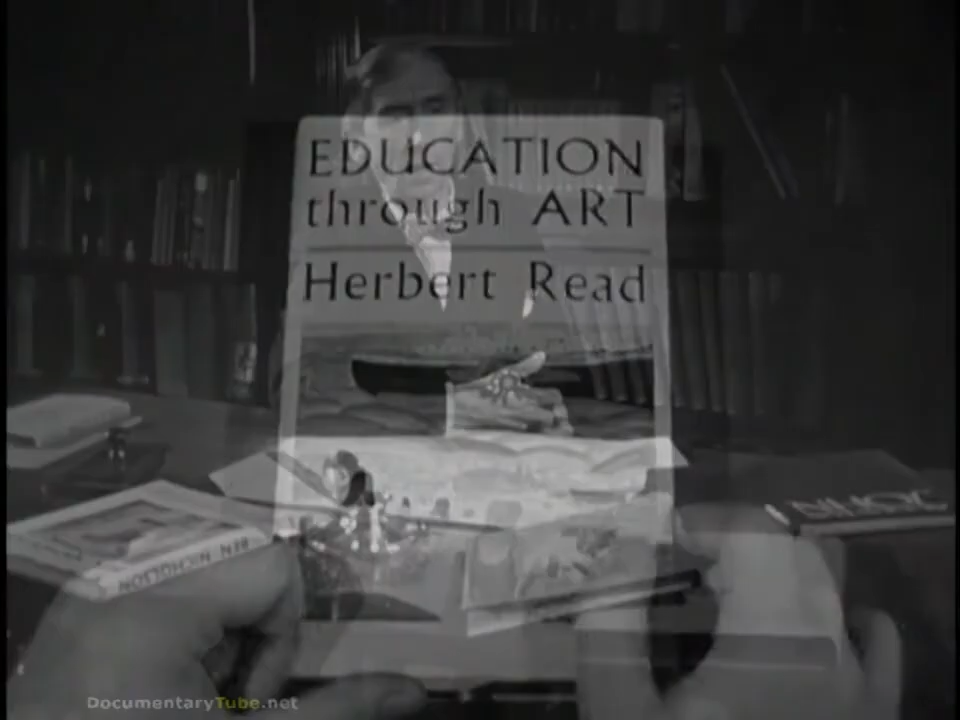 EDUCATION
through ART
Herbert Read
BEN NICHOLSON
DocumentaryTube.net